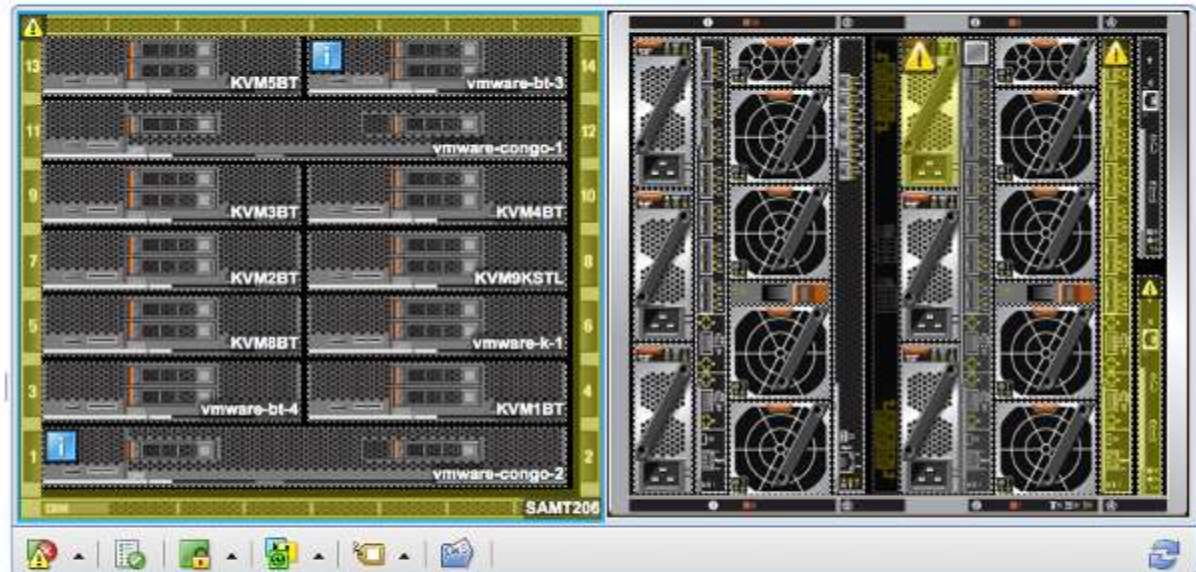 13 KVM5BT vmware-bt-3 14
11 vmware-congo-1 12
9 KVM3BT KVM4BT 10
7 KVM2BT KVM9KSTL 8
5 KVM8BT vmware-k-1 6
3 vmware-bt-4 KVM1BT 4
1 vmware-congo-2 2
IBM SAMT206